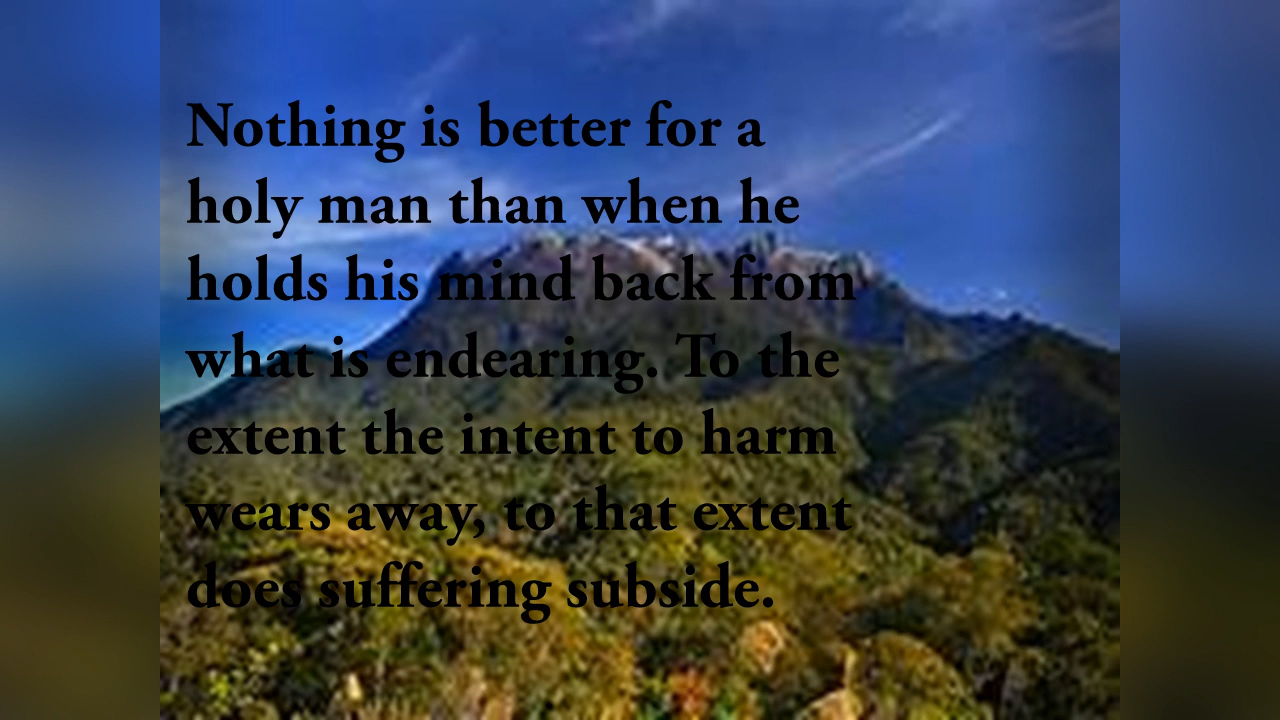 Nothing is better for a
holy man than when he
holds his mind back from
what is endearing. To the
extent the intent to harm
wears away, to that extent
does suffering subside.